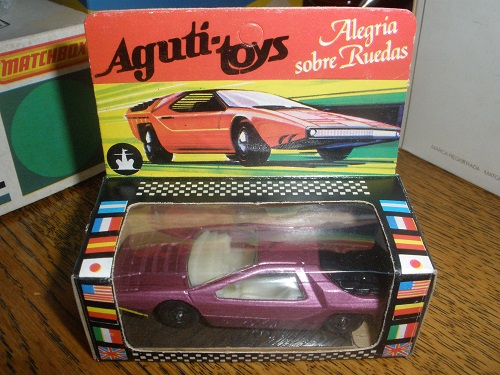 Aguti-toys
Alegria
sobre Ruedas
MATCHBOX